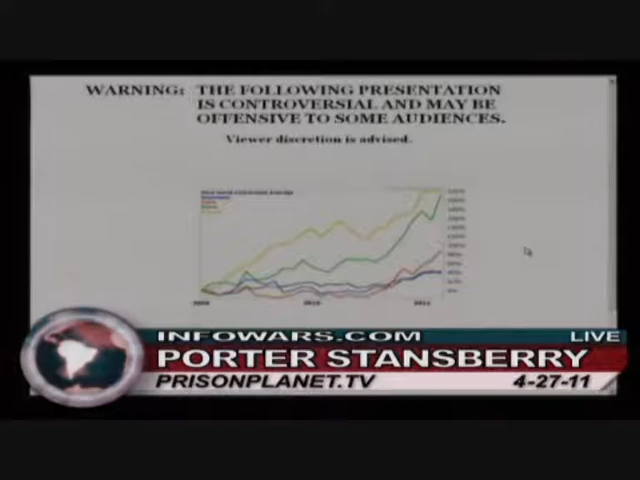 WARNING: THE FOLLOWING PRESENTATION
IS CONTROVERSIAL AND MAY BE
OFFENSIVE TO SOME AUDIENCES.
Viewer discretion is advised.
2010
INFOWARS.COM LIVE
PORTER STANSBERRY
PRISONPLANET.TV 4-27-11